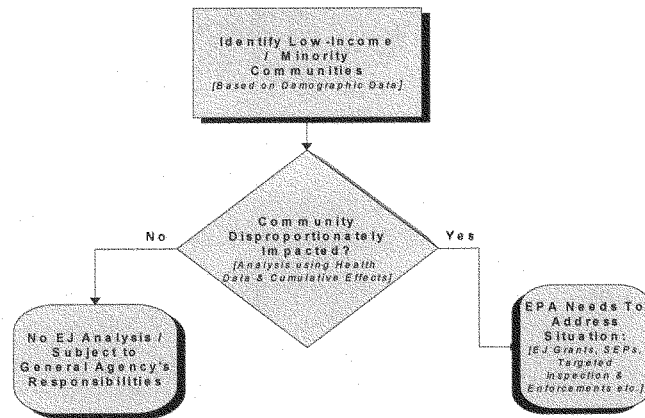 Identify Low-Income
/ Minority
Communities
[Based on Damographic Data]
Community
Disproportionately
Impacted?
[Analysis using Health
Data & Cumulative Effects]
No
Yes
No EJ Analysis /
Subject to
General Agency's
Responsibilities
EPA Needs To
Address
Situation:
[EJ Grants, SEPs,
Targeted
Inspection &
Enforcements etc.]